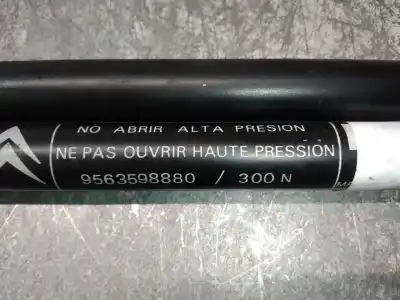 NO ABRIR ALTA PRESION
NE PAS OUVRIR HAUTE PRESSION
9563598880 / 300 N